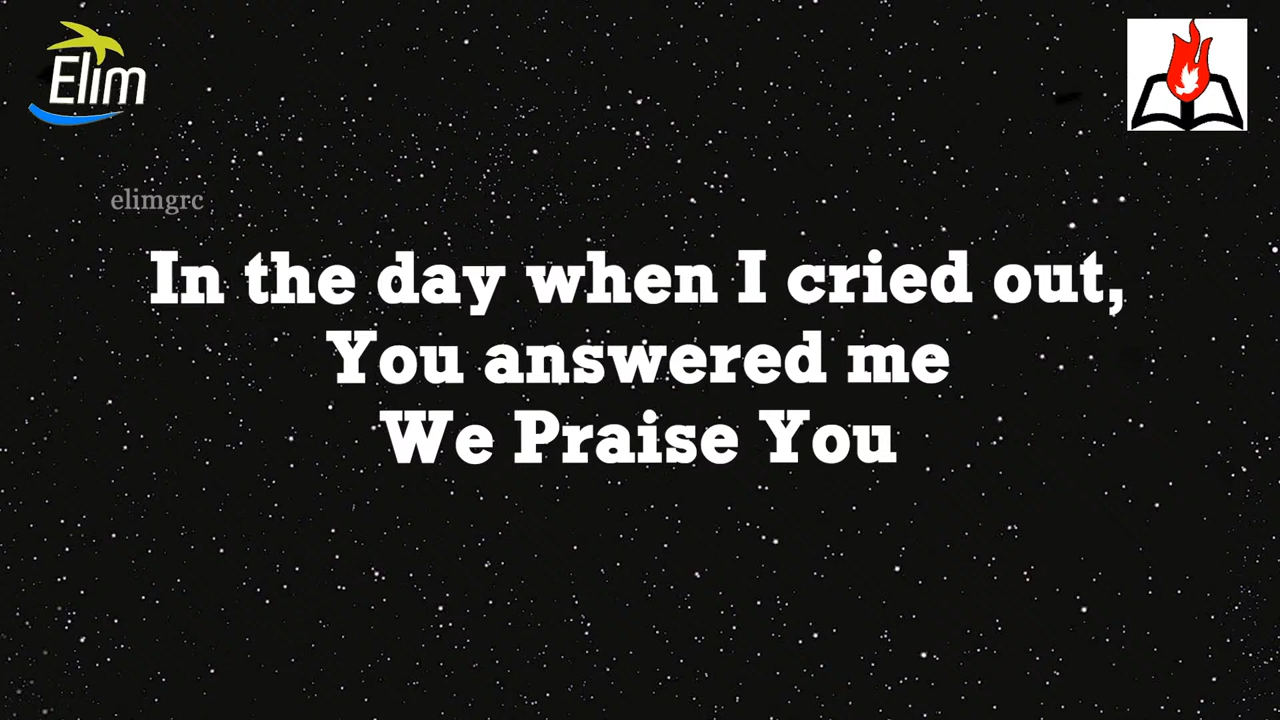 Elim
elimgrc
In the day when I cried out,
You answered me
We Praise You